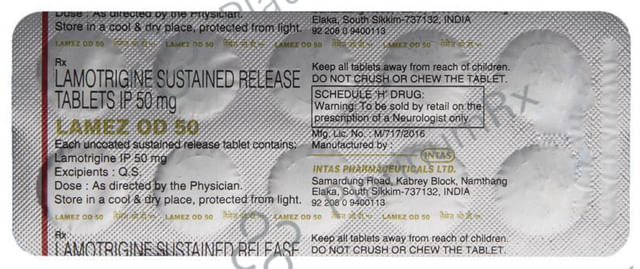 Dose : As directed by the Physician.
Store in a cool & dry place, protected from light.
Elaka, South Sikkim-737132, INDIA
92 208 0 9400113
LAMEZ OD 50 लामेज़ ओ डी ५० LAMEZ OD 50 लामेज़ ओ डी ५०
Rx
LAMOTRIGINE SUSTAINED RELEASE
TABLETS IP 50 mg
LAMEZ OD 50
Each uncoated sustained release tablet contains:
Lamotrigine IP 50 mg
Excipients : Q.S.
Dose : As directed by the Physician.
Store in a cool & dry place, protected from light.
Keep all tablets away from reach of children.
DO NOT CRUSH OR CHEW THE TABLET.
SCHEDULE 'H' DRUG:
Warning: To be sold by retail on the
prescription of a Neurologist only.
Mfg. Lic. No. : M/717/2016
Manufactured by :
INTAS
INTAS PHARMACEUTICALS LTD.
Samardung Road, Kabrey Block, Namthang
Elaka, South Sikkim-737132, INDIA
92 208 0 9400113
LAMEZ OD 50 LAMEZ OD 50 LAMEZ OD 50
Rx
LAMOTRIGINE SUSTAINED RELEASE
Keep all tablets away from reach of children.
DO NOT CRUSH OR CHEW THE TABLET.